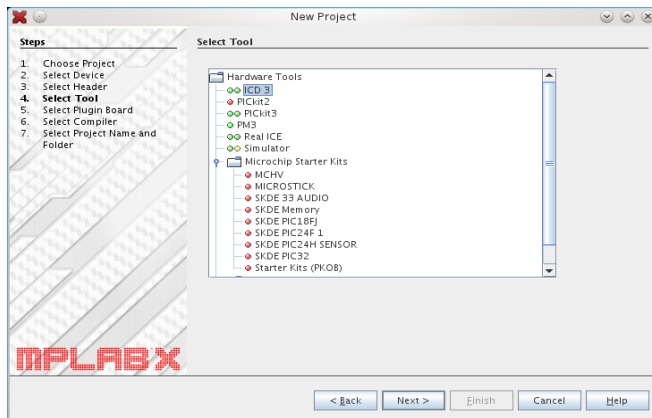 New Project
Steps
1. Choose Project
2. Select Device
3. Select Header
4. Select Tool
5. Select Plugin Board
6. Select Compiler
7. Select Project Name and
Folder
MPLAB X
Select Tool
Hardware Tools
ICD 3
PICkit2
PICkit3
PM3
Real ICE
Simulator
Microchip Starter Kits
MCHV
MICROSTICK
SKDE 33 AUDIO
SKDE Memory
SKDE PIC18FJ
SKDE PIC24F 1
SKDE PIC24H SENSOR
SKDE PIC32
Starter Kits (PKOB)
< Back
Next >
Finish
Cancel
Help